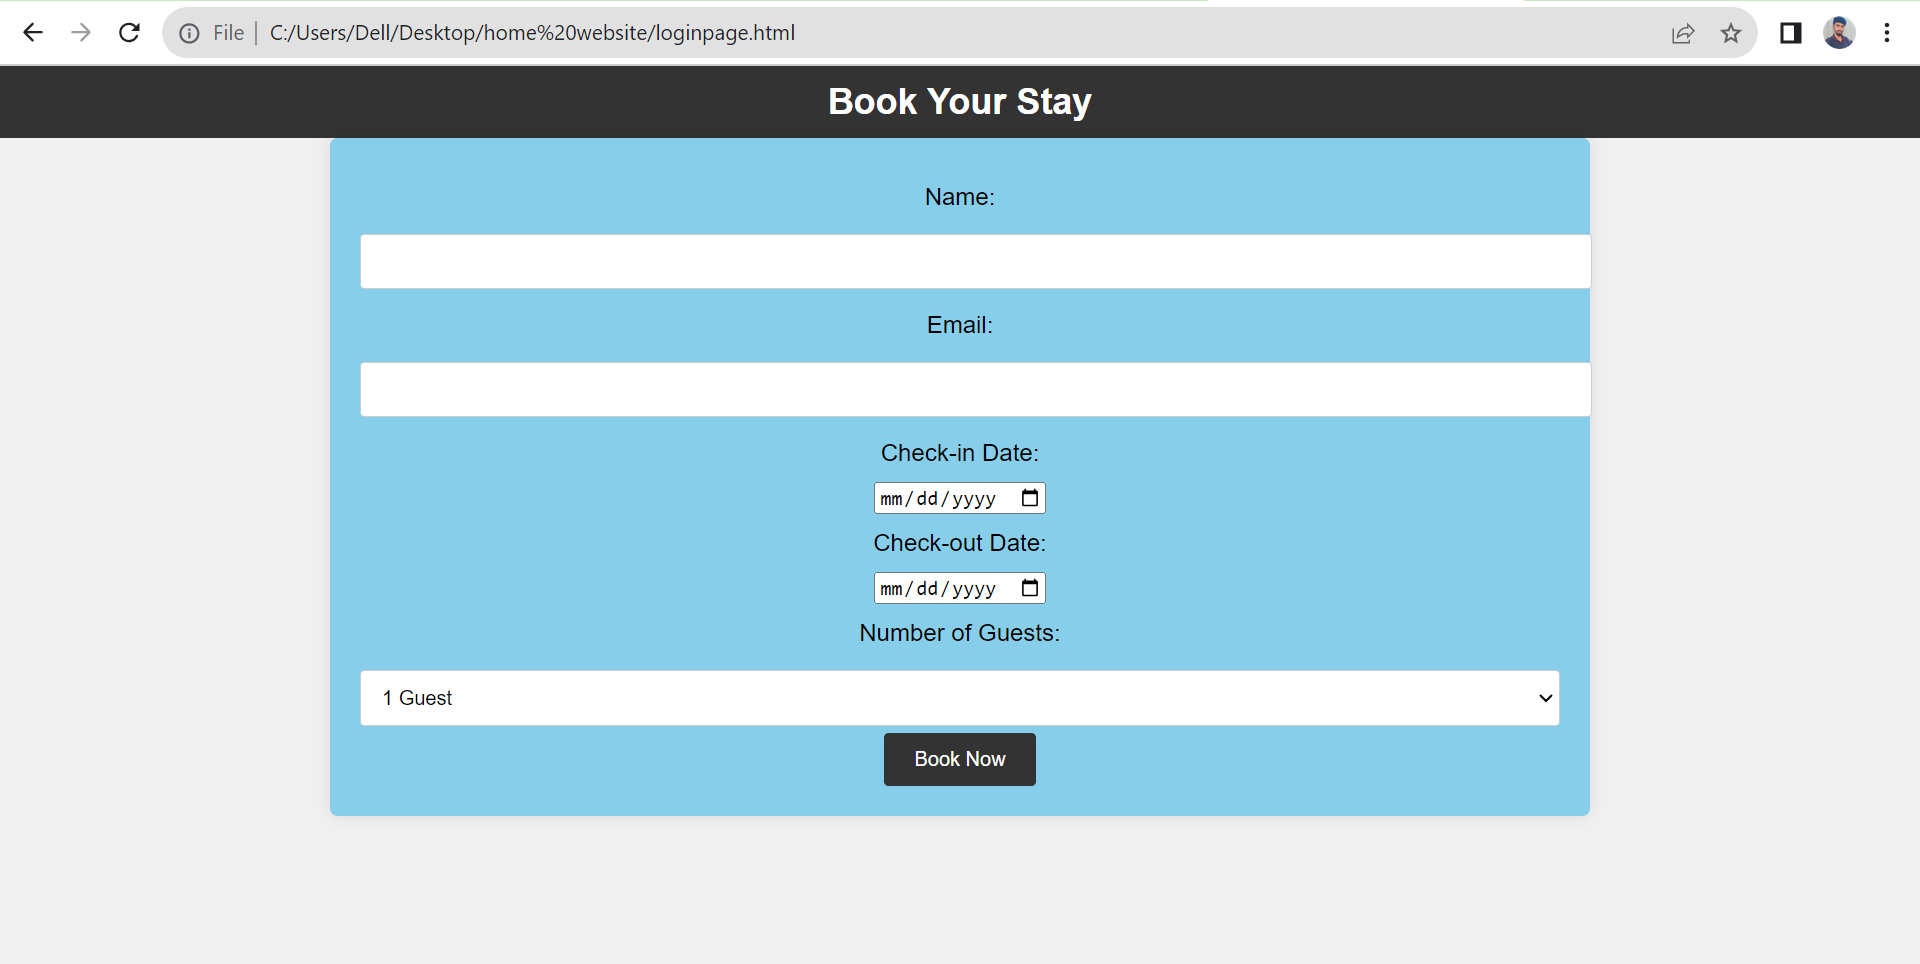 File | C:/Users/Dell/Desktop/home%20website/loginpage.html
Book Your Stay
Name:
Email:
Check-in Date:
mm/dd/yyyy
Check-out Date:
mm/dd/yyyy
Number of Guests:
1 Guest
Book Now